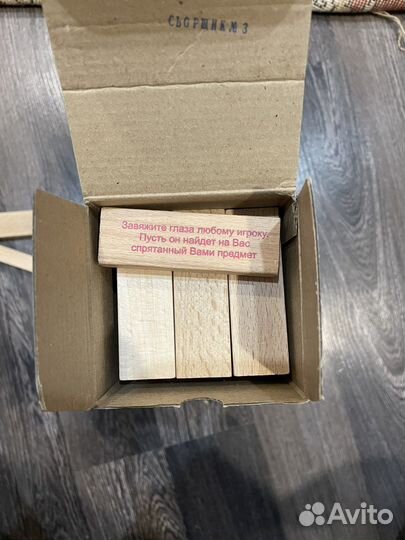 СБОРЩИК № 3
Завяжите глаза любому игроку.
Пусть он найдет на Вас
спрятанный Вами предмет
Avito